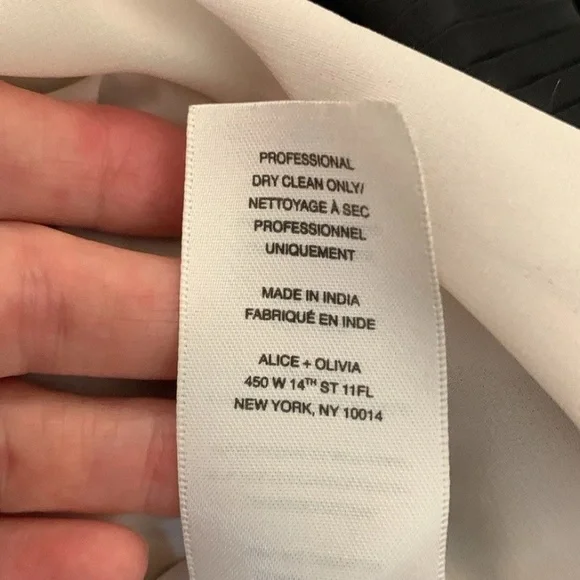 PROFESSIONAL
DRY CLEAN ONLY/
NETTOYAGE À SEC
PROFESSIONNEL
UNIQUEMENT
MADE IN INDIA
FABRIQUÉ EN INDE
ALICE + OLIVIA
450 W 14TH ST 11FL
NEW YORK, NY 10014